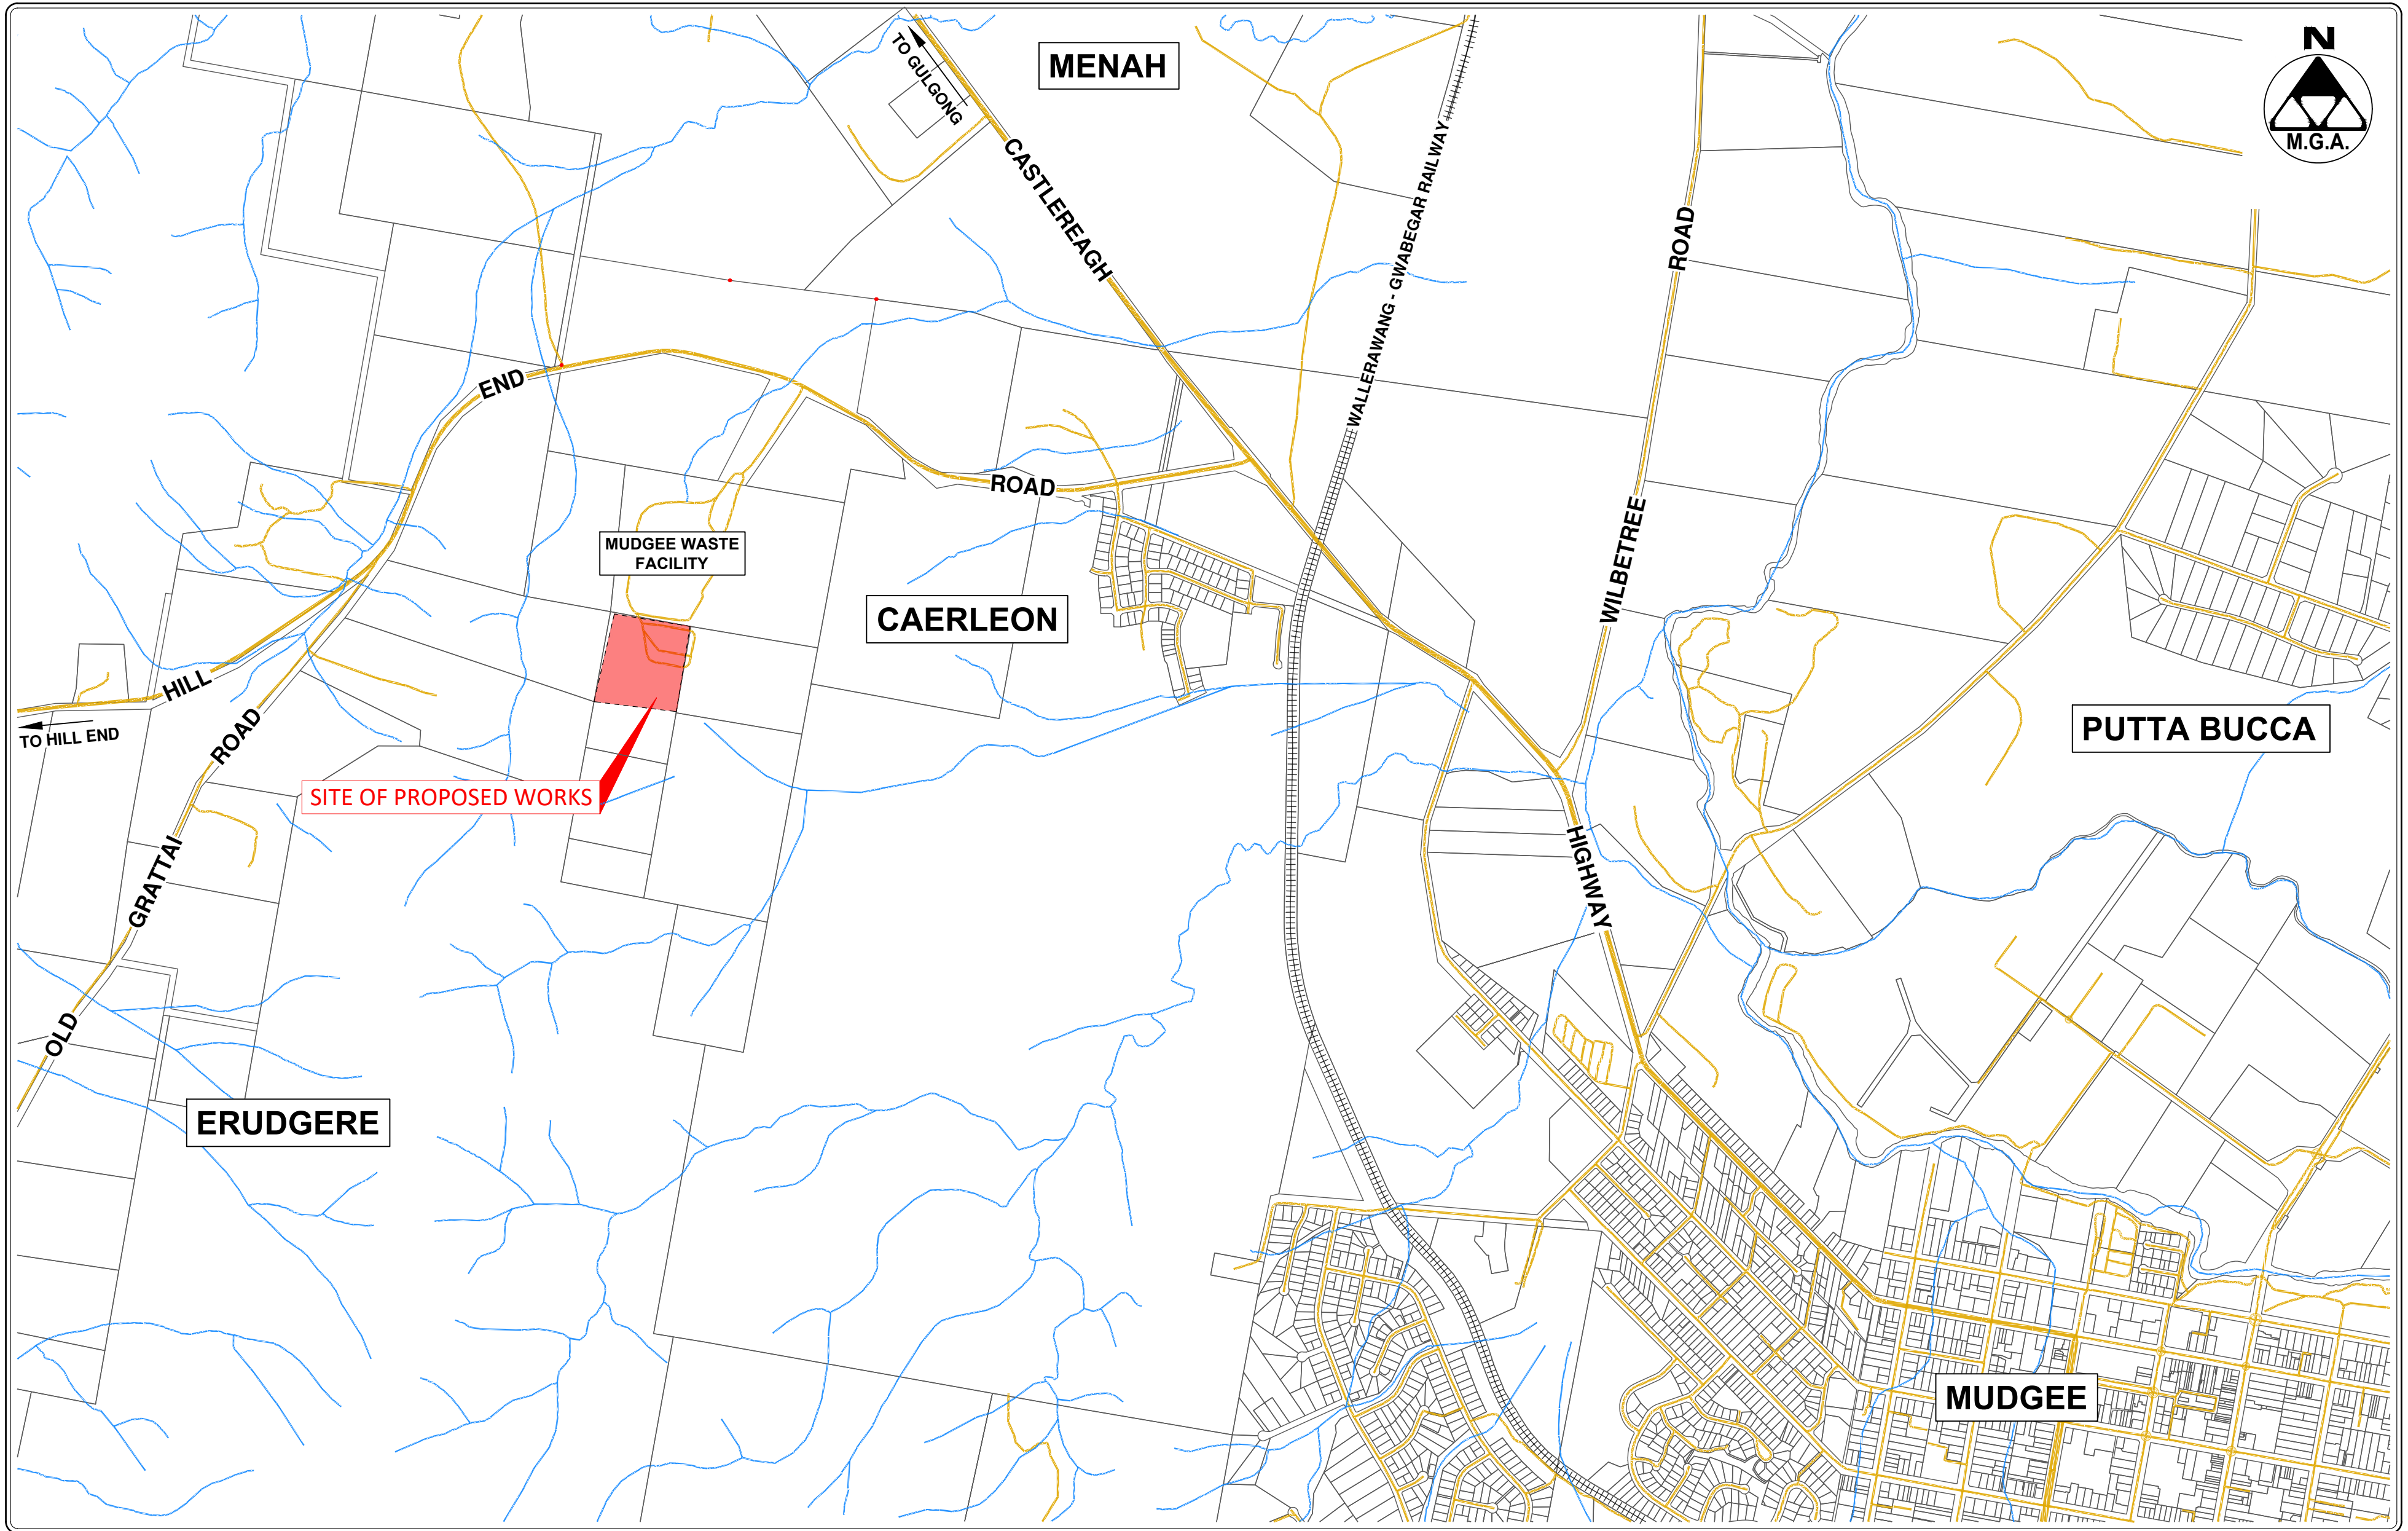 N
M.G.A.
MENAH
TO GULGONG
CASTLEREAGH
WALLERAWANG - GWABEGAR RAILWAY
ROAD
END
ROAD
WILBETREE
MUDGEE WASTE
FACILITY
CAERLEON
HILL
TO HILL END
ROAD
PUTTA BUCCA
SITE OF PROPOSED WORKS
GRATTAI
HIGHWAY
OLD
ERUDGERE
MUDGEE